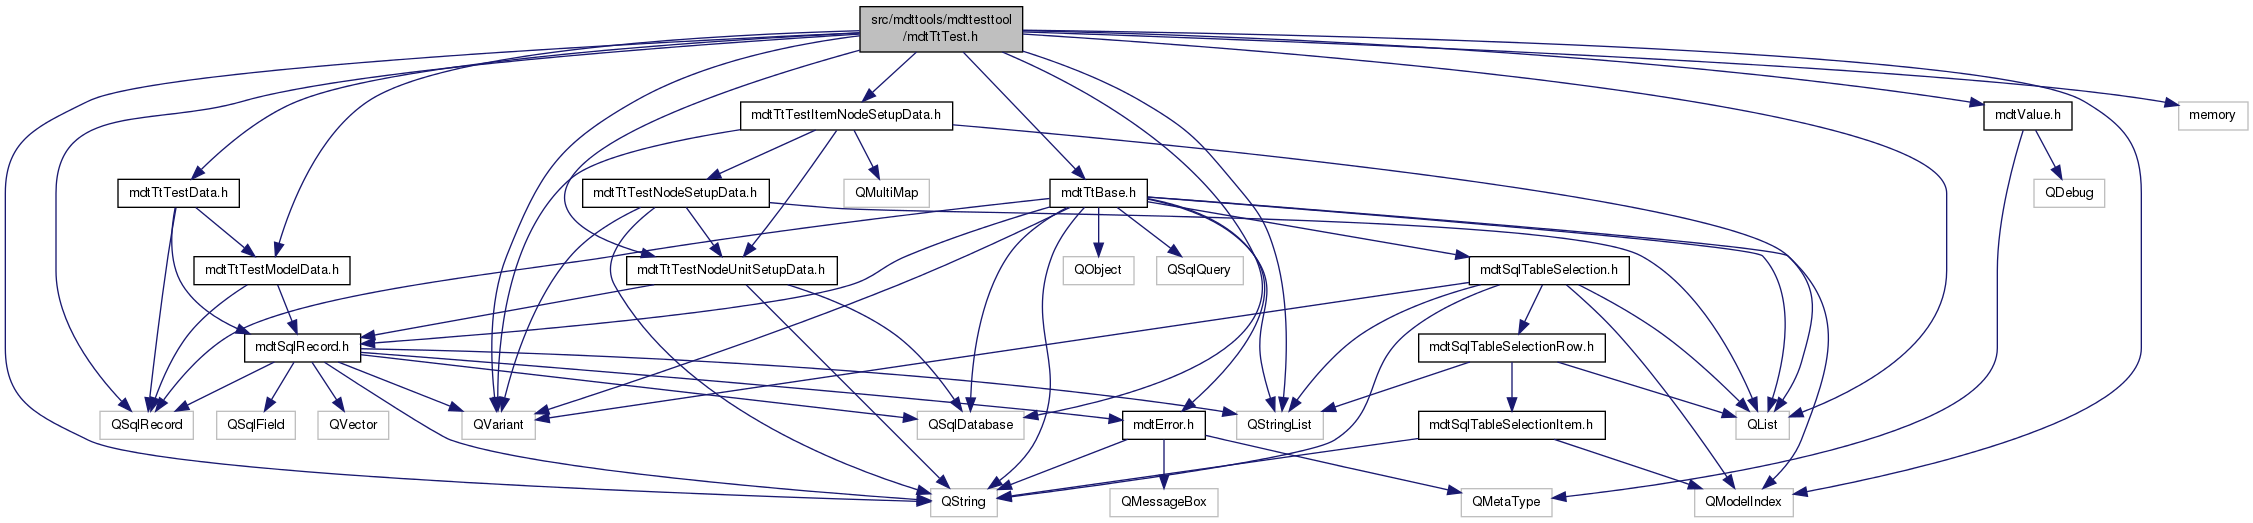 src/mdttools/mdttesttool
/mdtTtTest.h
mdtTtTestItemNodeSetupData.h
mdtValue.h
memory
mdtTtTestData.h
mdtTtTestNodeSetupData.h
QMultiMap
mdtTtBase.h
QDebug
mdtTtTestModelData.h
mdtTtTestNodeUnitSetupData.h
QObject
QSqlQuery
mdtSqlTableSelection.h
mdtSqlRecord.h
mdtSqlTableSelectionRow.h
QSqlRecord
QSqlField
QVector
QVariant
QSqlDatabase
mdtError.h
QStringList
mdtSqlTableSelectionItem.h
QList
QString
QMessageBox
QMetaType
QModelIndex